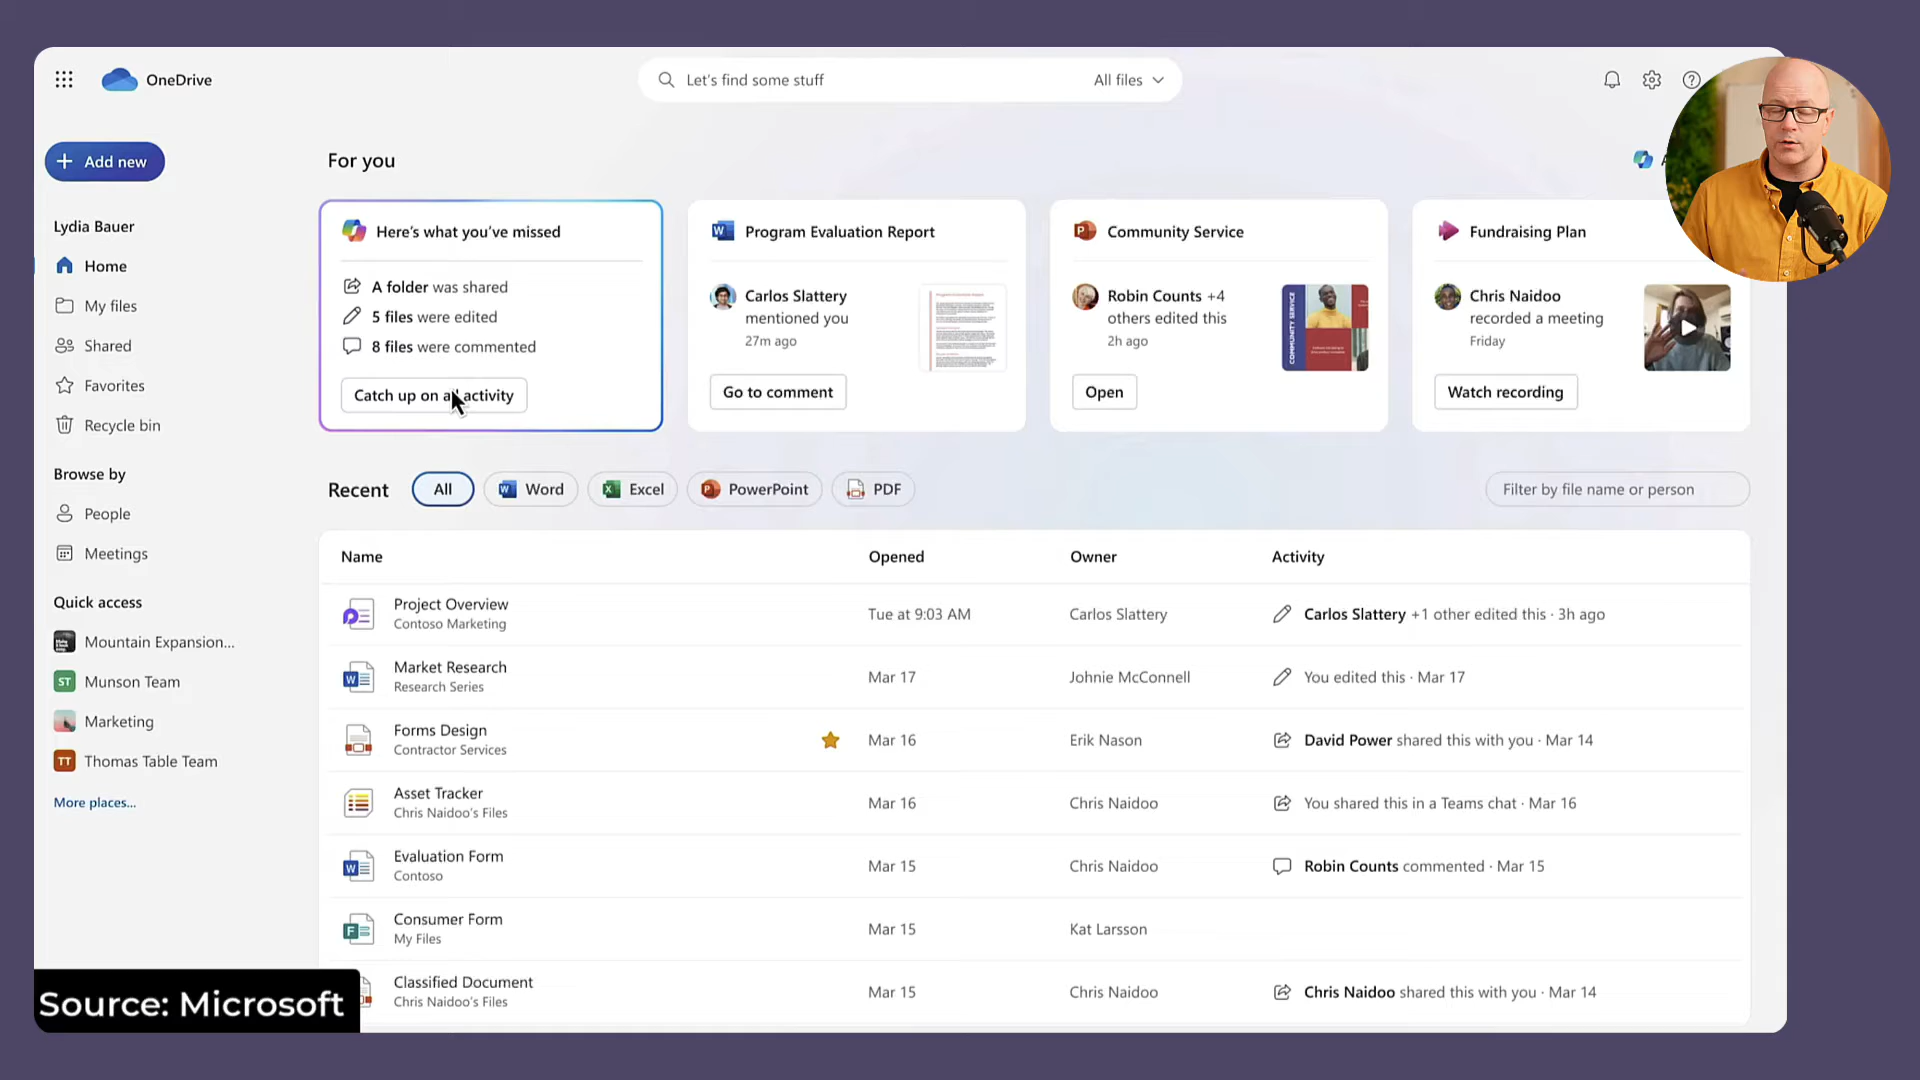 OneDrive
Let's find some stuff
All files
Add new
For you
Lydia Bauer
Home
My files
Shared
Favorites
Recycle bin
Browse by
People
Meetings
Quick access
Mountain Expansion...
ST Munson Team
Marketing
TT Thomas Table Team
More places...
Here's what you've missed
A folder was shared
5 files were edited
8 files were commented
Catch up on all activity
Program Evaluation Report
Carlos Slattery
mentioned you
27m ago
Go to comment
Community Service
Robin Counts +4
others edited this
2h ago
COMMUNITY SERVICE
Open
Fundraising Plan
Chris Naidoo
recorded a meeting
Friday
Watch recording
Recent
All
Word
Excel
PowerPoint
PDF
Filter by file name or person
Name Opened Owner Activity
Project Overview
Contoso Marketing
Tue at 9:03 AM
Carlos Slattery
Carlos Slattery +1 other edited this · 3h ago
Market Research
Research Series
Mar 17
Johnie McConnell
You edited this · Mar 17
Forms Design
Contractor Services
Mar 16
Erik Nason
David Power shared this with you · Mar 14
Asset Tracker
Chris Naidoo's Files
Mar 16
Chris Naidoo
You shared this in a Teams chat · Mar 16
Evaluation Form
Contoso
Mar 15
Chris Naidoo
Robin Counts commented · Mar 15
Consumer Form
My Files
Mar 15
Kat Larsson
Classified Document
Chris Naidoo's Files
Mar 15
Chris Naidoo
Chris Naidoo shared this with you · Mar 14
Source: Microsoft